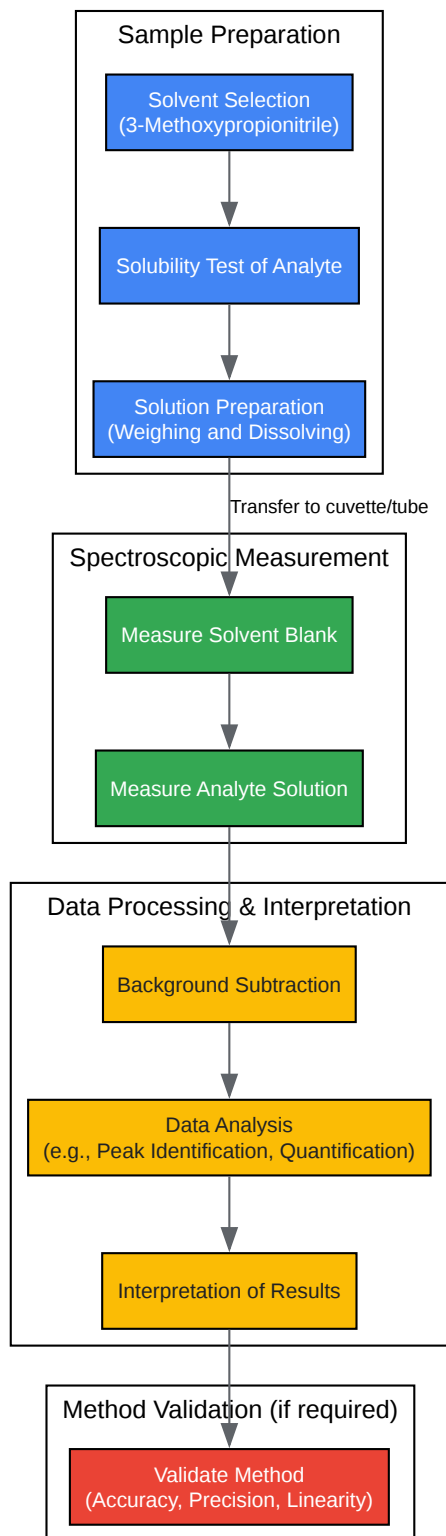 Sample Preparation
Solvent Selection
(3-Methoxypropionitrile)
Solubility Test of Analyte
Solution Preparation
(Weighing and Dissolving)
Transfer to cuvette/tube
Spectroscopic Measurement
Measure Solvent Blank
Measure Analyte Solution
Data Processing & Interpretation
Background Subtraction
Data Analysis
(e.g., Peak Identification, Quantification)
Interpretation of Results
Method Validation (if required)
Validate Method
(Accuracy, Precision, Linearity)